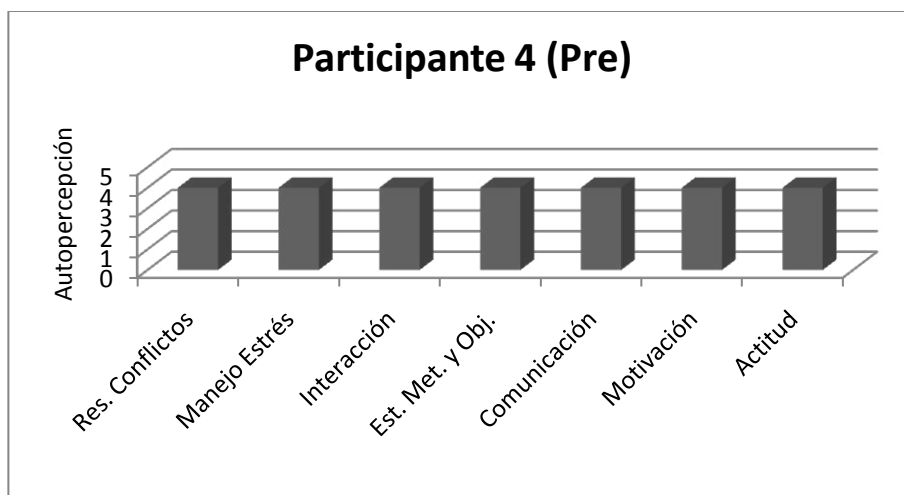 Participante 4 (Pre)
Autopercepción
5
4
3
2
1
0
Res. Conflictos
Manejo Estrés
Interacción
Est. Met. y Obj.
Comunicación
Motivación
Actitud